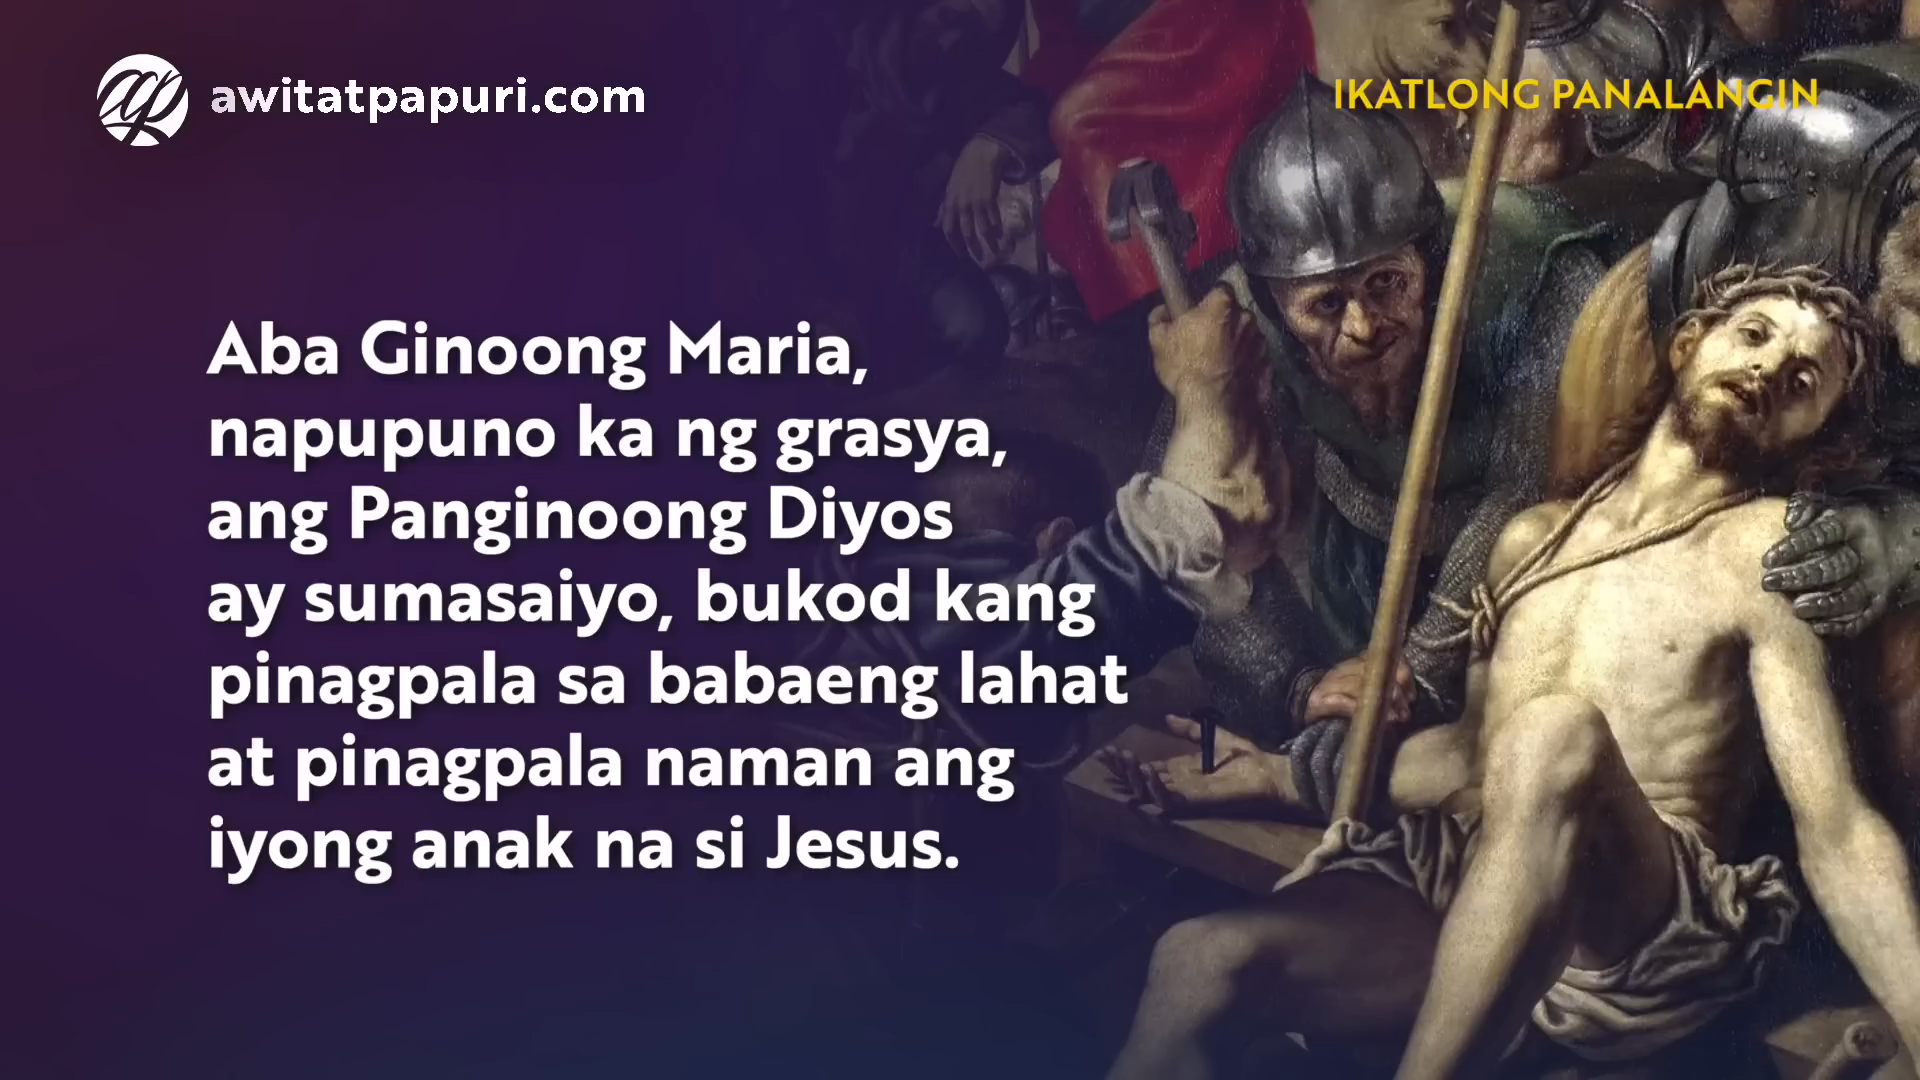 awitatpapuri.com
IKATLONG PANALANGIN
Aba Ginoong Maria,
napupuno ka ng grasya,
ang Panginoong Diyos
ay sumasaiyo, bukod kang
pinagpala sa babaeng lahat
at pinagpala naman ang
iyong anak na si Jesus.